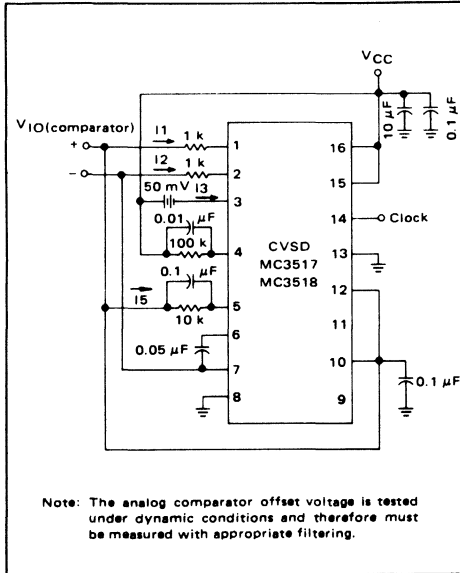 VCC
10 µF
0.1 µF
VIO(comparator)
+
I1
1 k
1
16
I2
1 k
−
2
15
50 mV
I3
3
0.01 µF
14
Clock
100 k
4
CVSD
MC3517
MC3518
13
0.1 µF
12
I5
5
10 k
11
6
0.05 µF
10
7
0.1 µF
8
9
Note: The analog comparator offset voltage is tested
under dynamic conditions and therefore must
be measured with appropriate filtering.